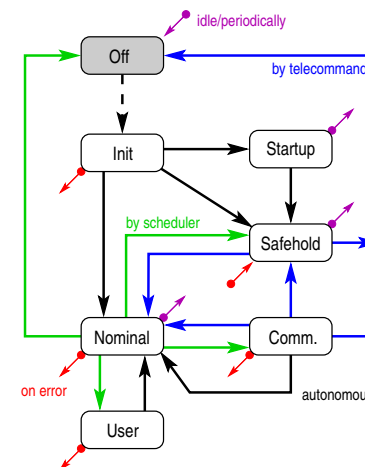 idle/periodically
Off
by telecommand
Init
Startup
by scheduler
Safehold
Nominal
Comm.
on error
autonomou
User